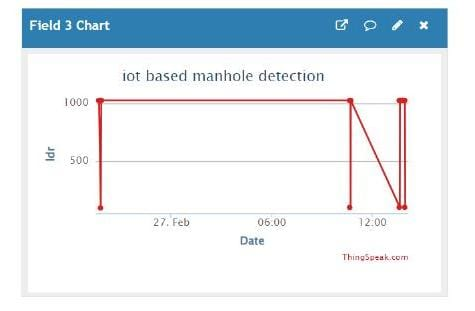 Field 3 Chart
iot based manhole detection
1000
500
ldr
27. Feb
06:00
12:00
Date
ThingSpeak.com